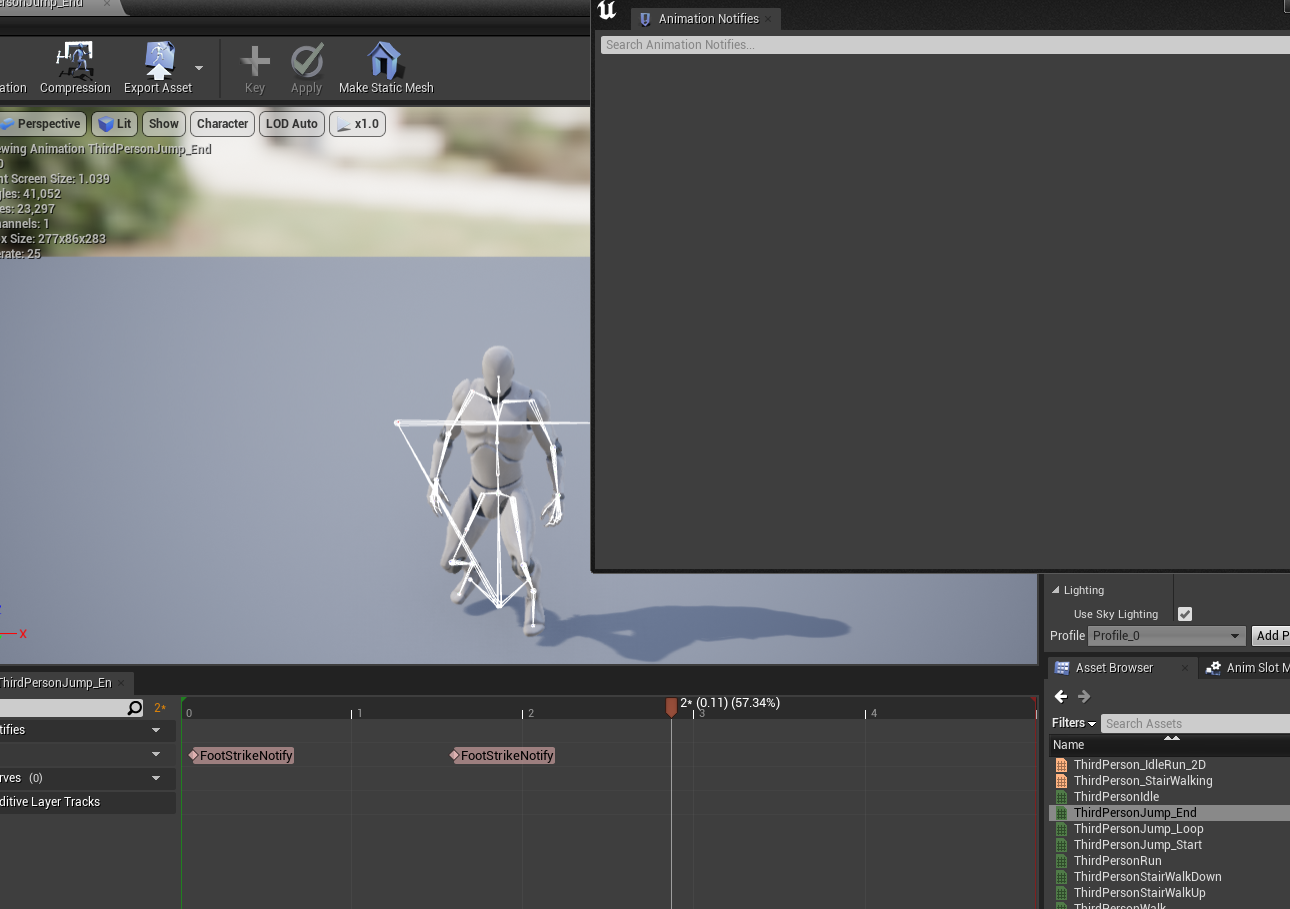 ersonJump_End
Animation Notifies
Search Animation Notifies...
ation
Compression
Export Asset
Key
Apply
Make Static Mesh
Perspective
Lit
Show
Character
LOD Auto
x1.0
ewing Animation ThirdPersonJump_End
0
nt Screen Size: 1.039
gles: 41,052
es: 23,297
hannels: 1
x Size: 277x86x283
erate: 25
X
Lighting
Use Sky Lighting
Profile
Profile_0
Add P
ThirdPersonJump_En
Asset Browser
Anim Slot M
2*
0
1
2
2* (0.11) (57.34%)
3
4
tifies
FootStrikeNotify
FootStrikeNotify
rves (0)
ditive Layer Tracks
Filters
Search Assets
Name
ThirdPerson_IdleRun_2D
ThirdPerson_StairWalking
ThirdPersonIdle
ThirdPersonJump_End
ThirdPersonJump_Loop
ThirdPersonJump_Start
ThirdPersonRun
ThirdPersonStairWalkDown
ThirdPersonStairWalkUp
ThirdPersonWalk